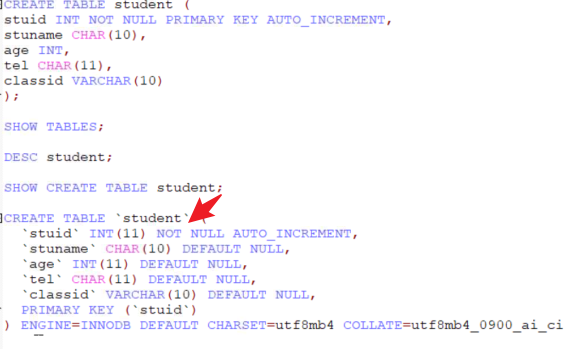 CREATE TABLE student (
stuid INT NOT NULL PRIMARY KEY AUTO_INCREMENT,
stuname CHAR(10),
age INT,
tel CHAR(11),
classid VARCHAR(10)
);
SHOW TABLES;
DESC student;
SHOW CREATE TABLE student;
CREATE TABLE `student` (
`stuid` INT(11) NOT NULL AUTO_INCREMENT,
`stuname` CHAR(10) DEFAULT NULL,
`age` INT(11) DEFAULT NULL,
`tel` CHAR(11) DEFAULT NULL,
`classid` VARCHAR(10) DEFAULT NULL,
PRIMARY KEY (`stuid`)
) ENGINE=INNODB DEFAULT CHARSET=utf8mb4 COLLATE=utf8mb4_0900_ai_ci